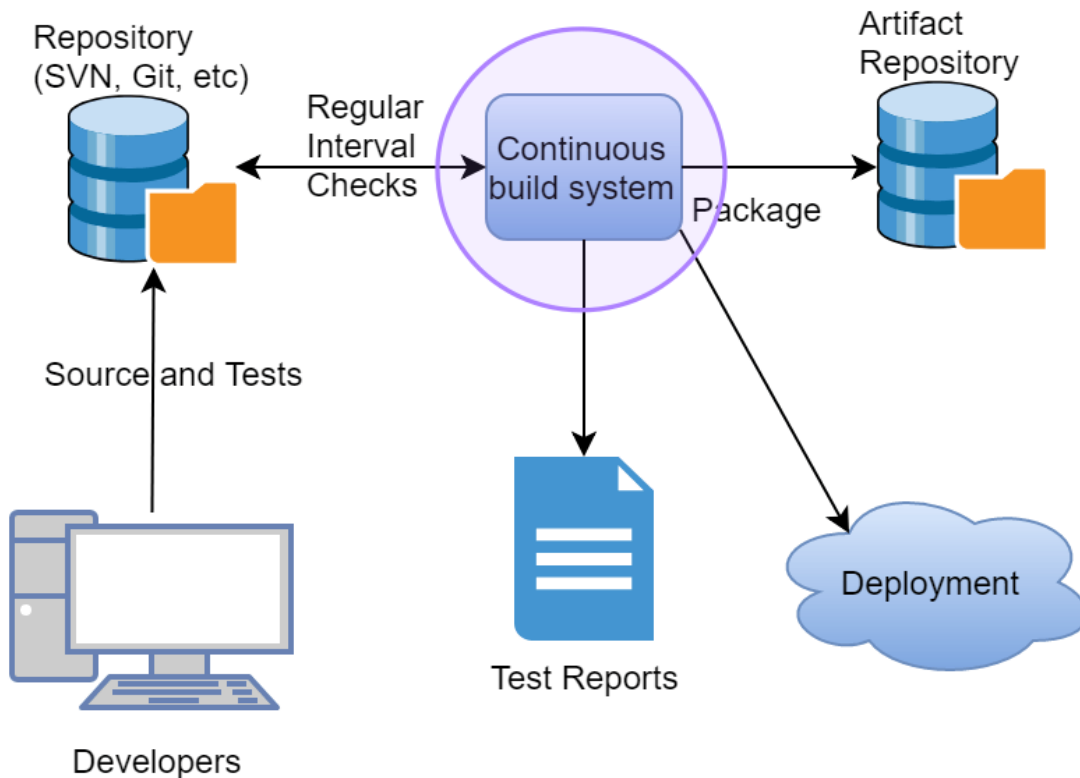 Repository
(SVN, Git, etc)
Regular
Interval
Checks
Continuous
build system
Artifact
Repository
Package
Source and Tests
Test Reports
Deployment
Developers